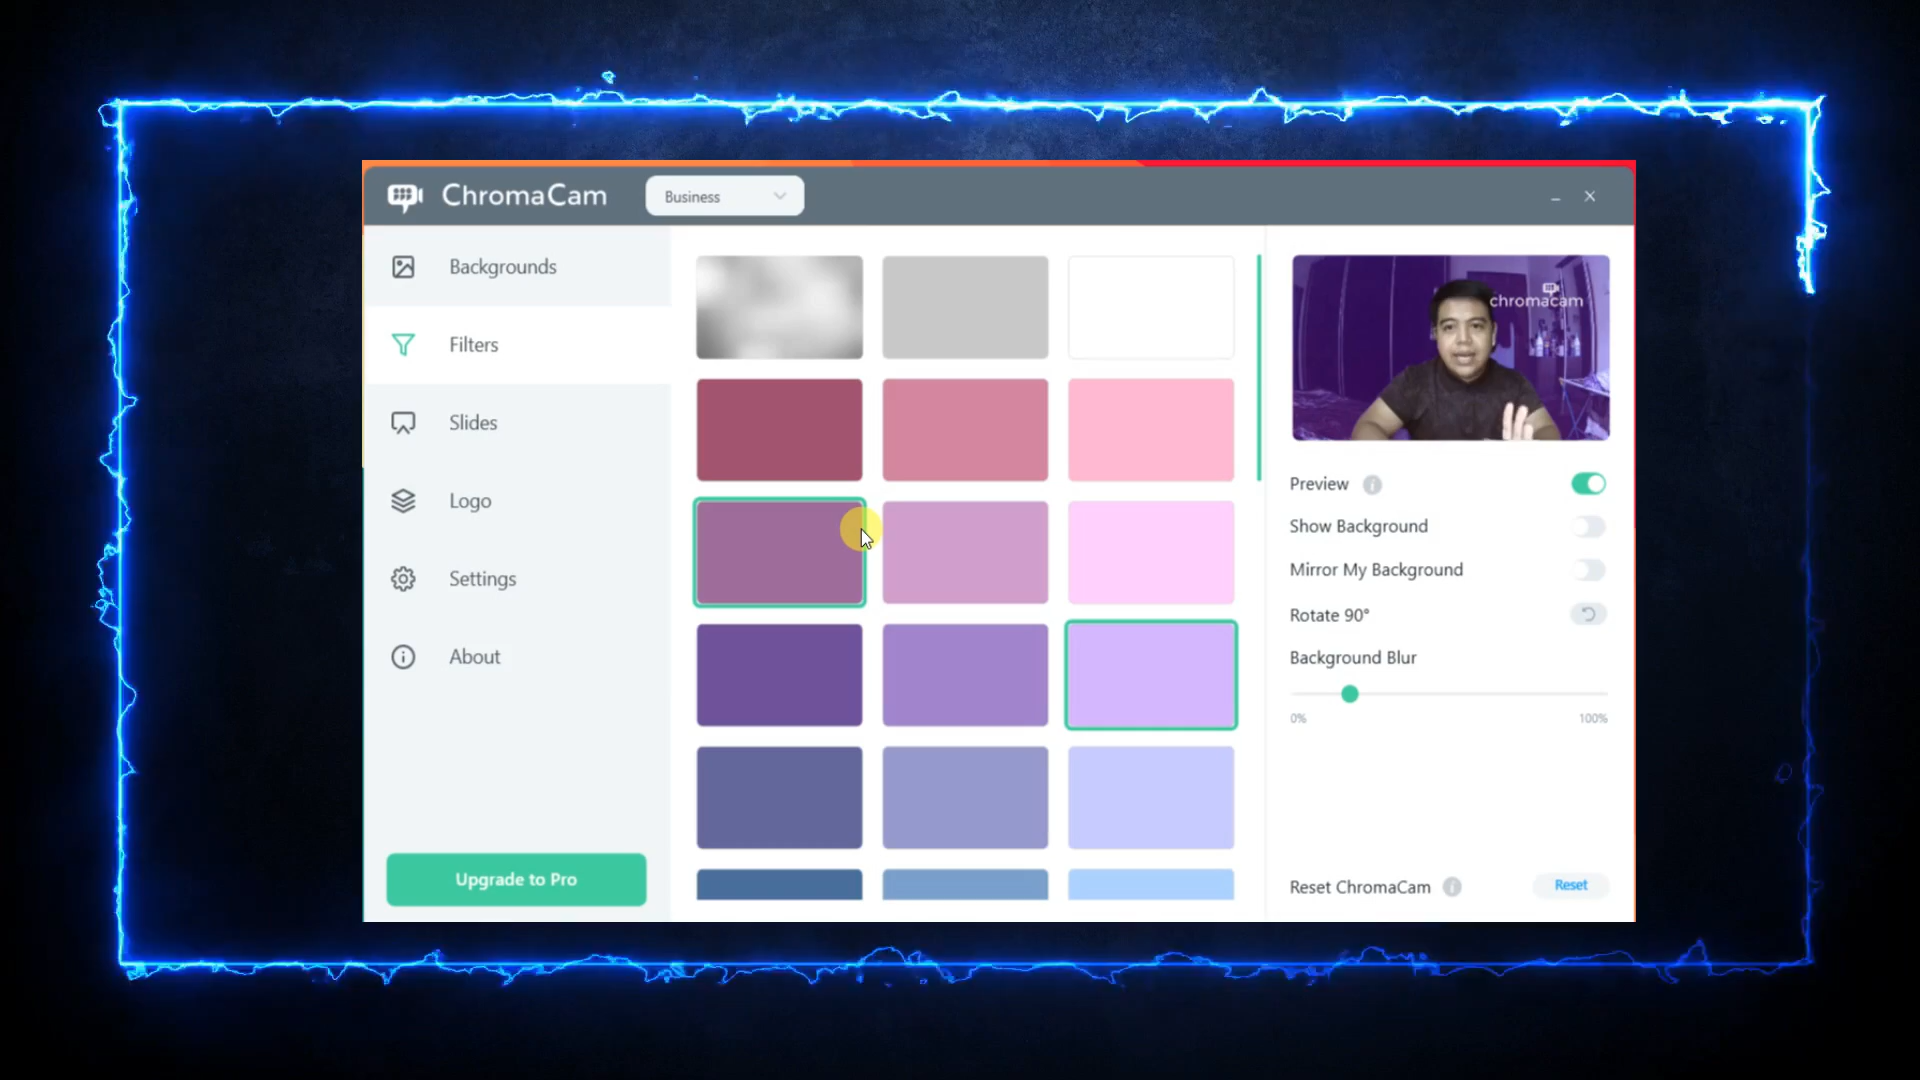 ChromaCam
Business
Backgrounds
Filters
Slides
Logo
Settings
About
Upgrade to Pro
chromacam
Preview
Show Background
Mirror My Background
Rotate 90°
Background Blur
0%
100%
Reset ChromaCam
Reset